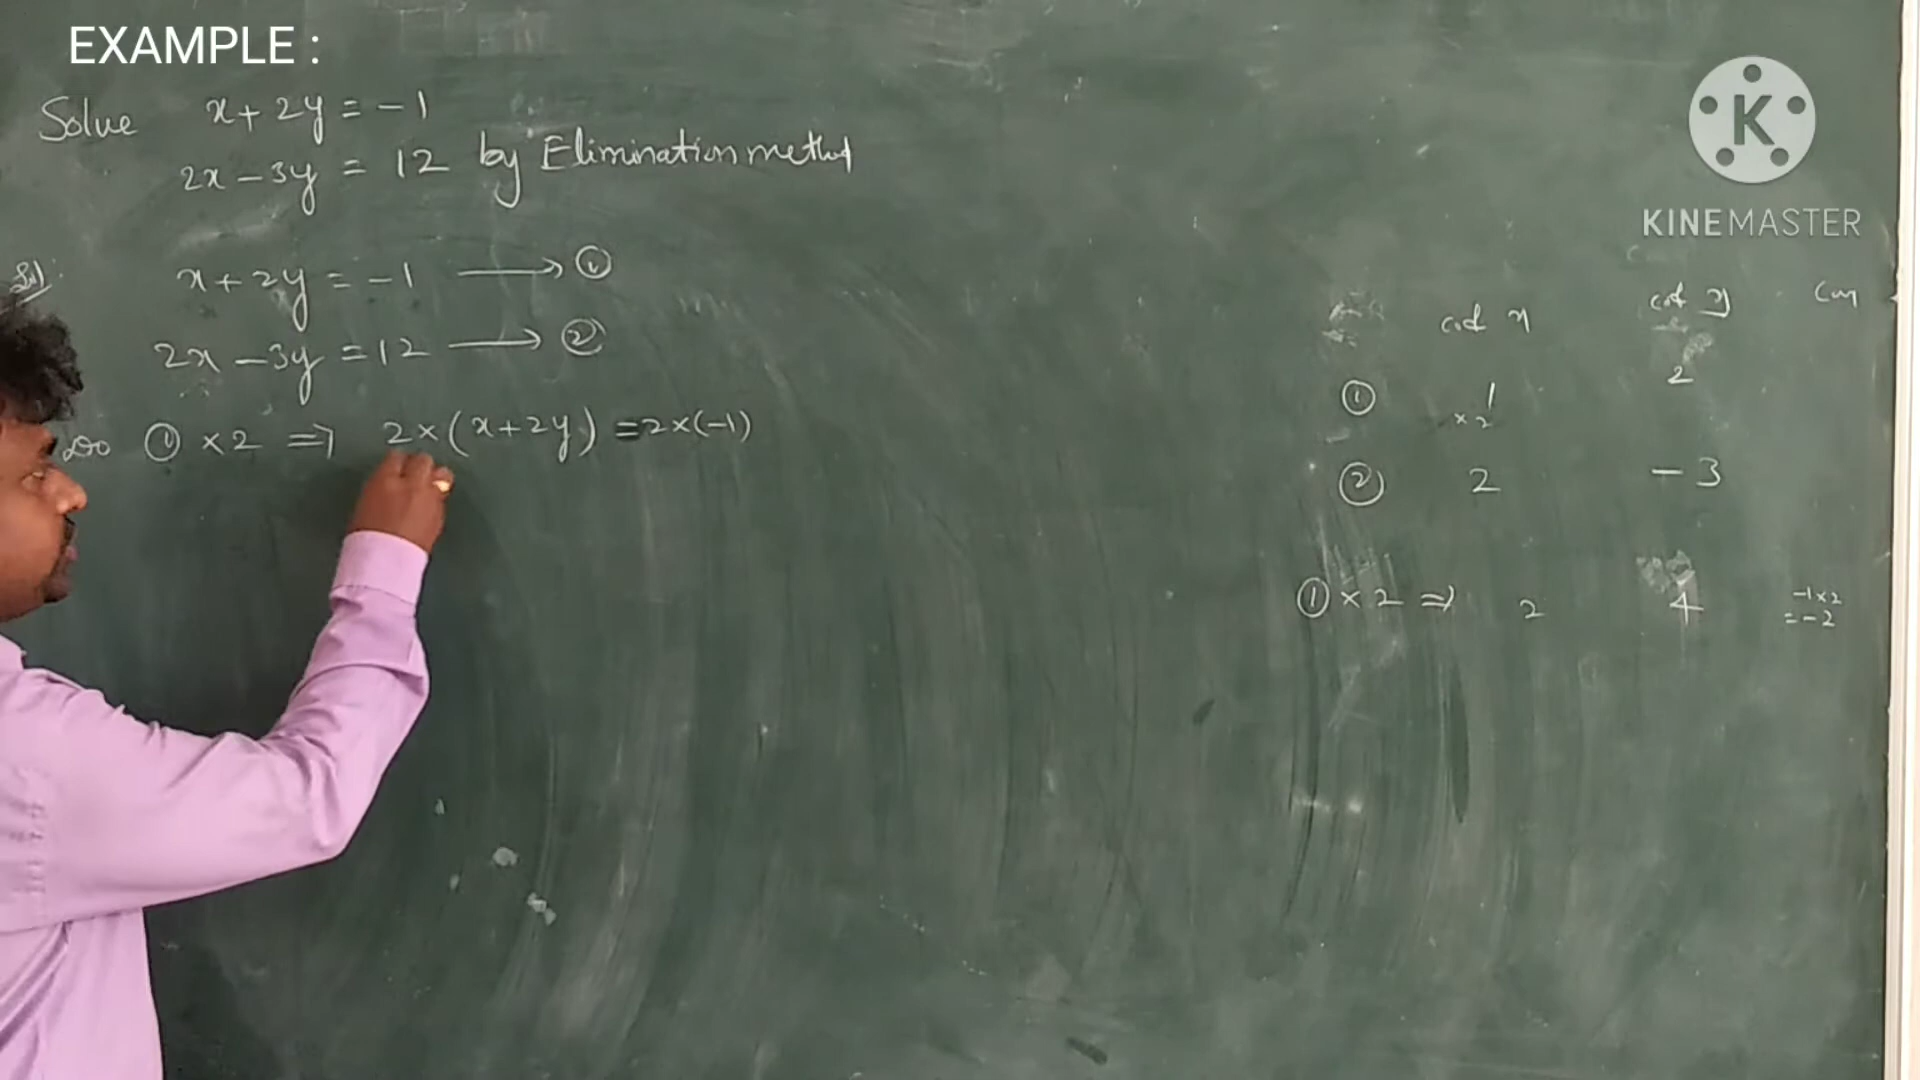 EXAMPLE :
Solve x + 2y = -1
2x - 3y = 12 by Elimination method
x + 2y = -1 ⟶ ①
2x - 3y = 12 ⟶ ②
Do ① × 2 ⇒ 2 × (x + 2y) = 2 × (-1)
KINEMASTER
x y
① 1 2
× 2
② 2 - 3
① × 2 ⇒ 2 4 -1 × 2
= -2